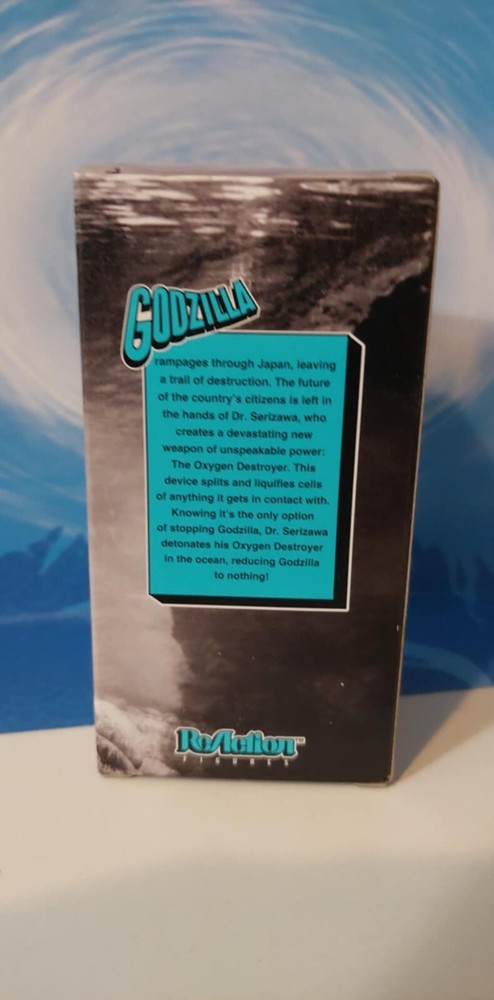 GODZILLA
rampages through Japan, leaving
a trail of destruction. The future
of the country's citizens is left in
the hands of Dr. Serizawa, who
creates a devastating new
weapon of unspeakable power:
The Oxygen Destroyer. This
device splits and liquifies cells
of anything it gets in contact with.
Knowing it's the only option
of stopping Godzilla, Dr. Serizawa
detonates his Oxygen Destroyer
in the ocean, reducing Godzilla
to nothing!
ReAction™
FIGURES